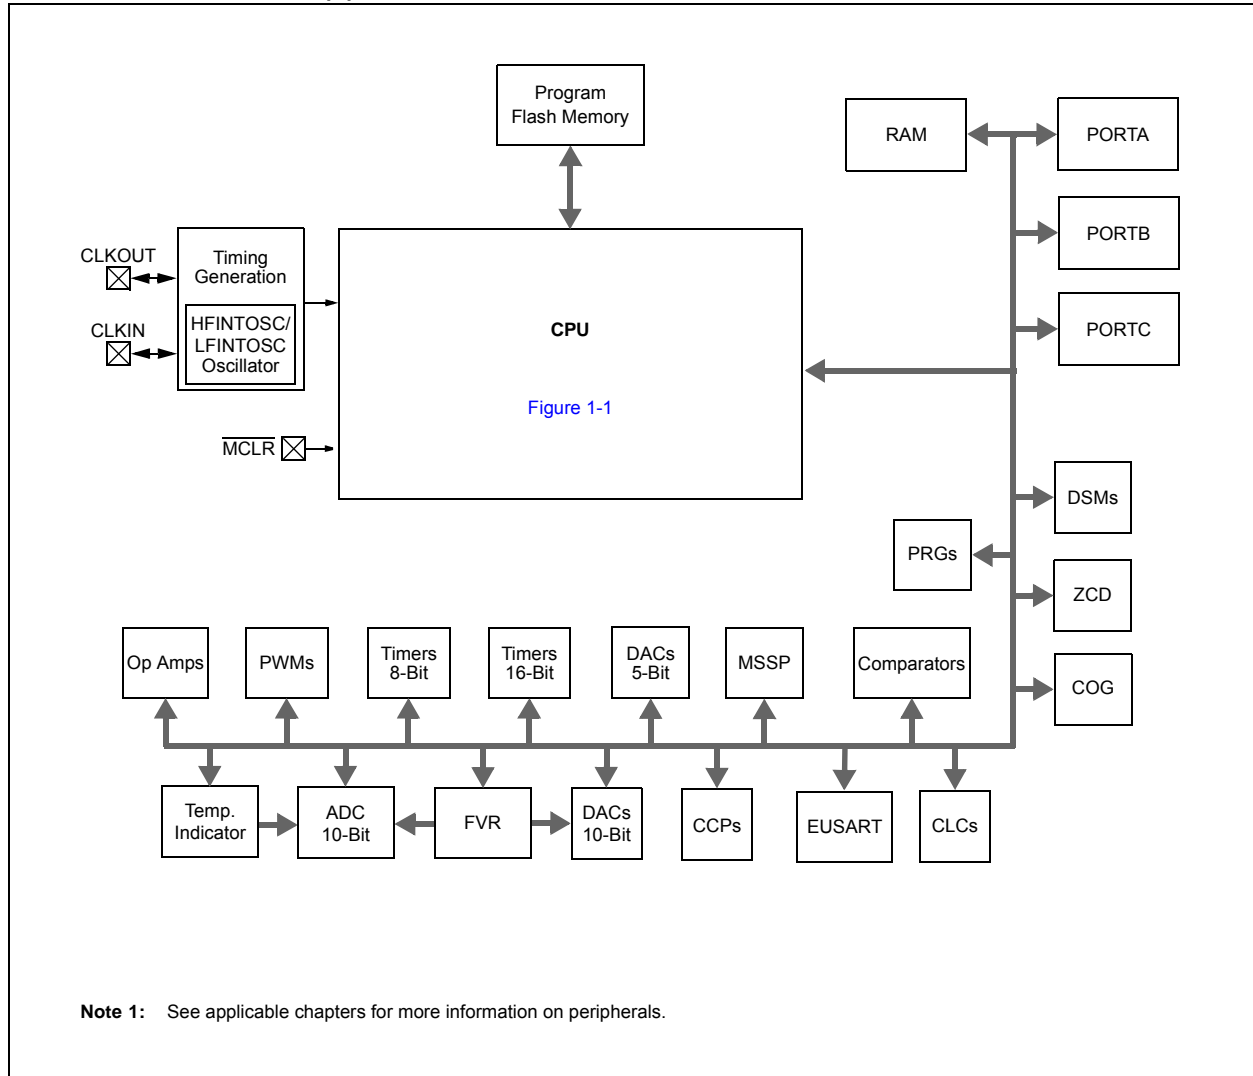 Program
Flash Memory
RAM
PORTA
PORTB
PORTC
CLKOUT
CLKIN
Timing
Generation
HFINTOSC/
LFINTOSC
Oscillator
MCLR
CPU
Figure 1-1
DSMs
PRGs
ZCD
COG
Op Amps
PWMs
Timers
8-Bit
Timers
16-Bit
DACs
5-Bit
MSSP
Comparators
Temp.
Indicator
ADC
10-Bit
FVR
DACs
10-Bit
CCPs
EUSART
CLCs
Note 1: See applicable chapters for more information on peripherals.